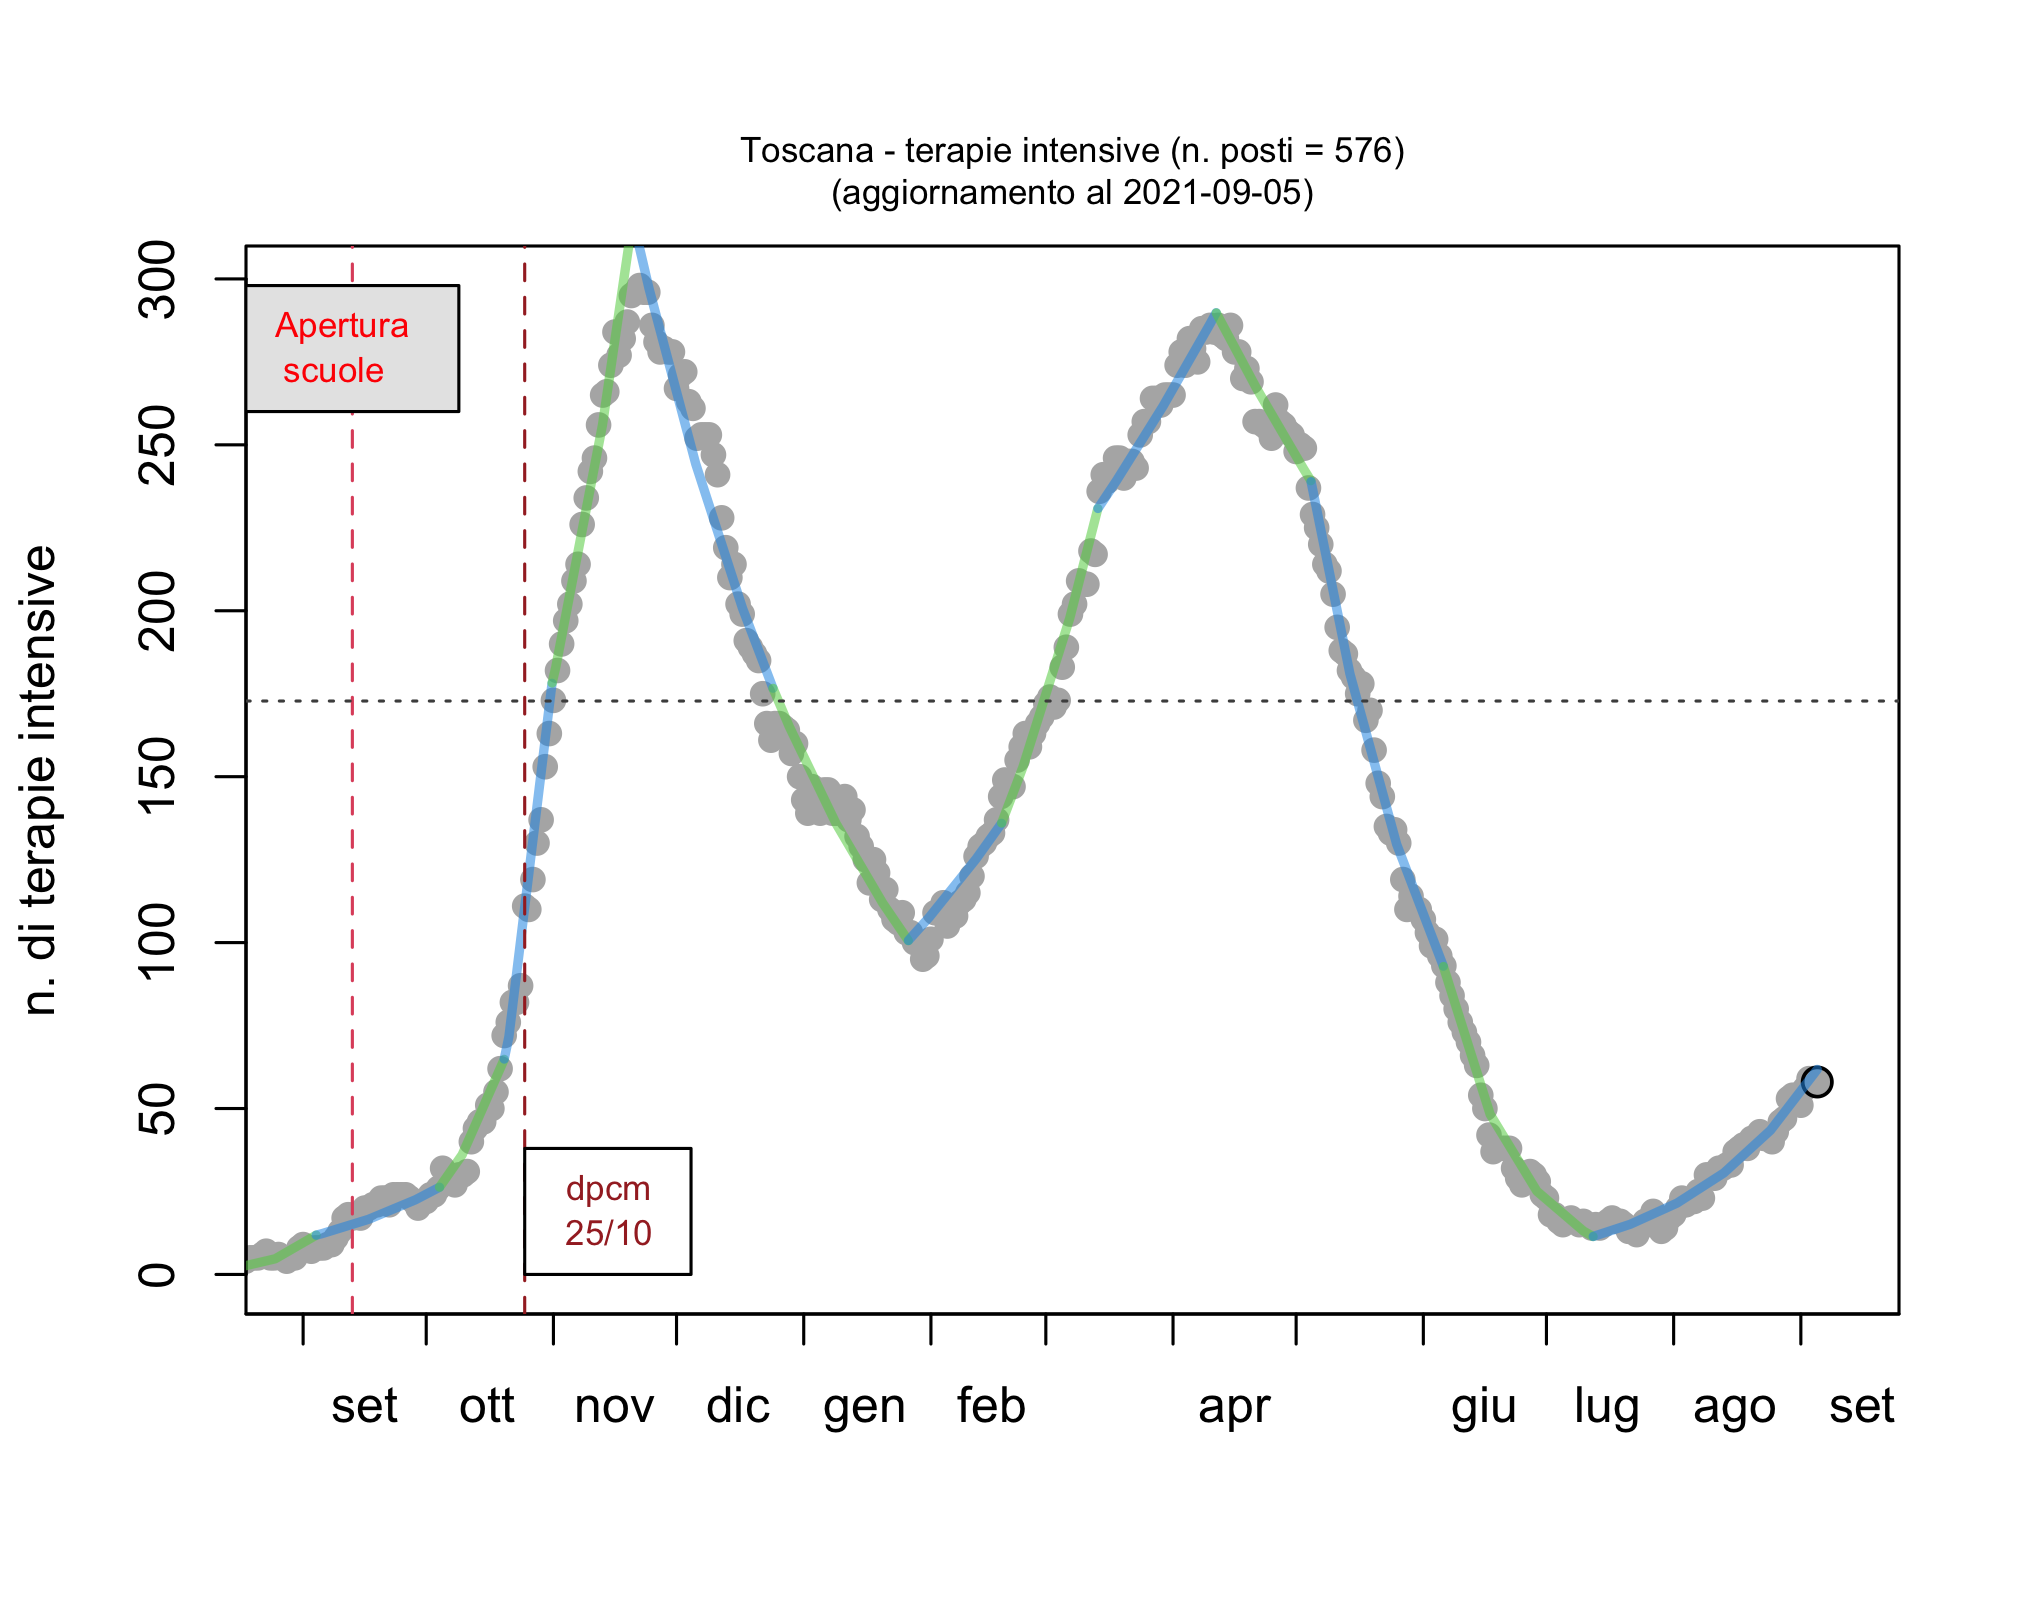 Toscana - terapie intensive (n. posti = 576)
(aggiornamento al 2021-09-05)
n. di terapie intensive
300
250
200
150
100
50
0
Apertura
scuole
dpcm
25/10
set ott nov dic gen feb apr giu lug ago set